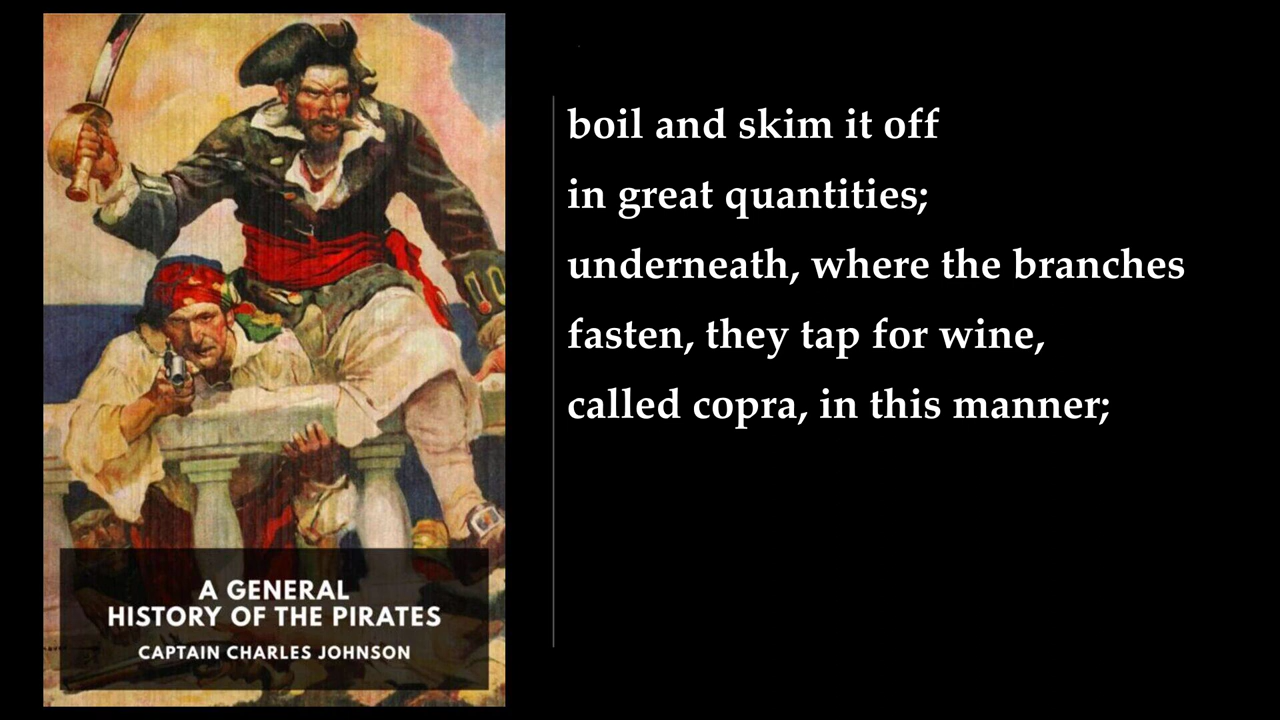 boil and skim it off
in great quantities;
underneath, where the branches
fasten, they tap for wine,
called copra, in this manner;
A GENERAL
HISTORY OF THE PIRATES
CAPTAIN CHARLES JOHNSON